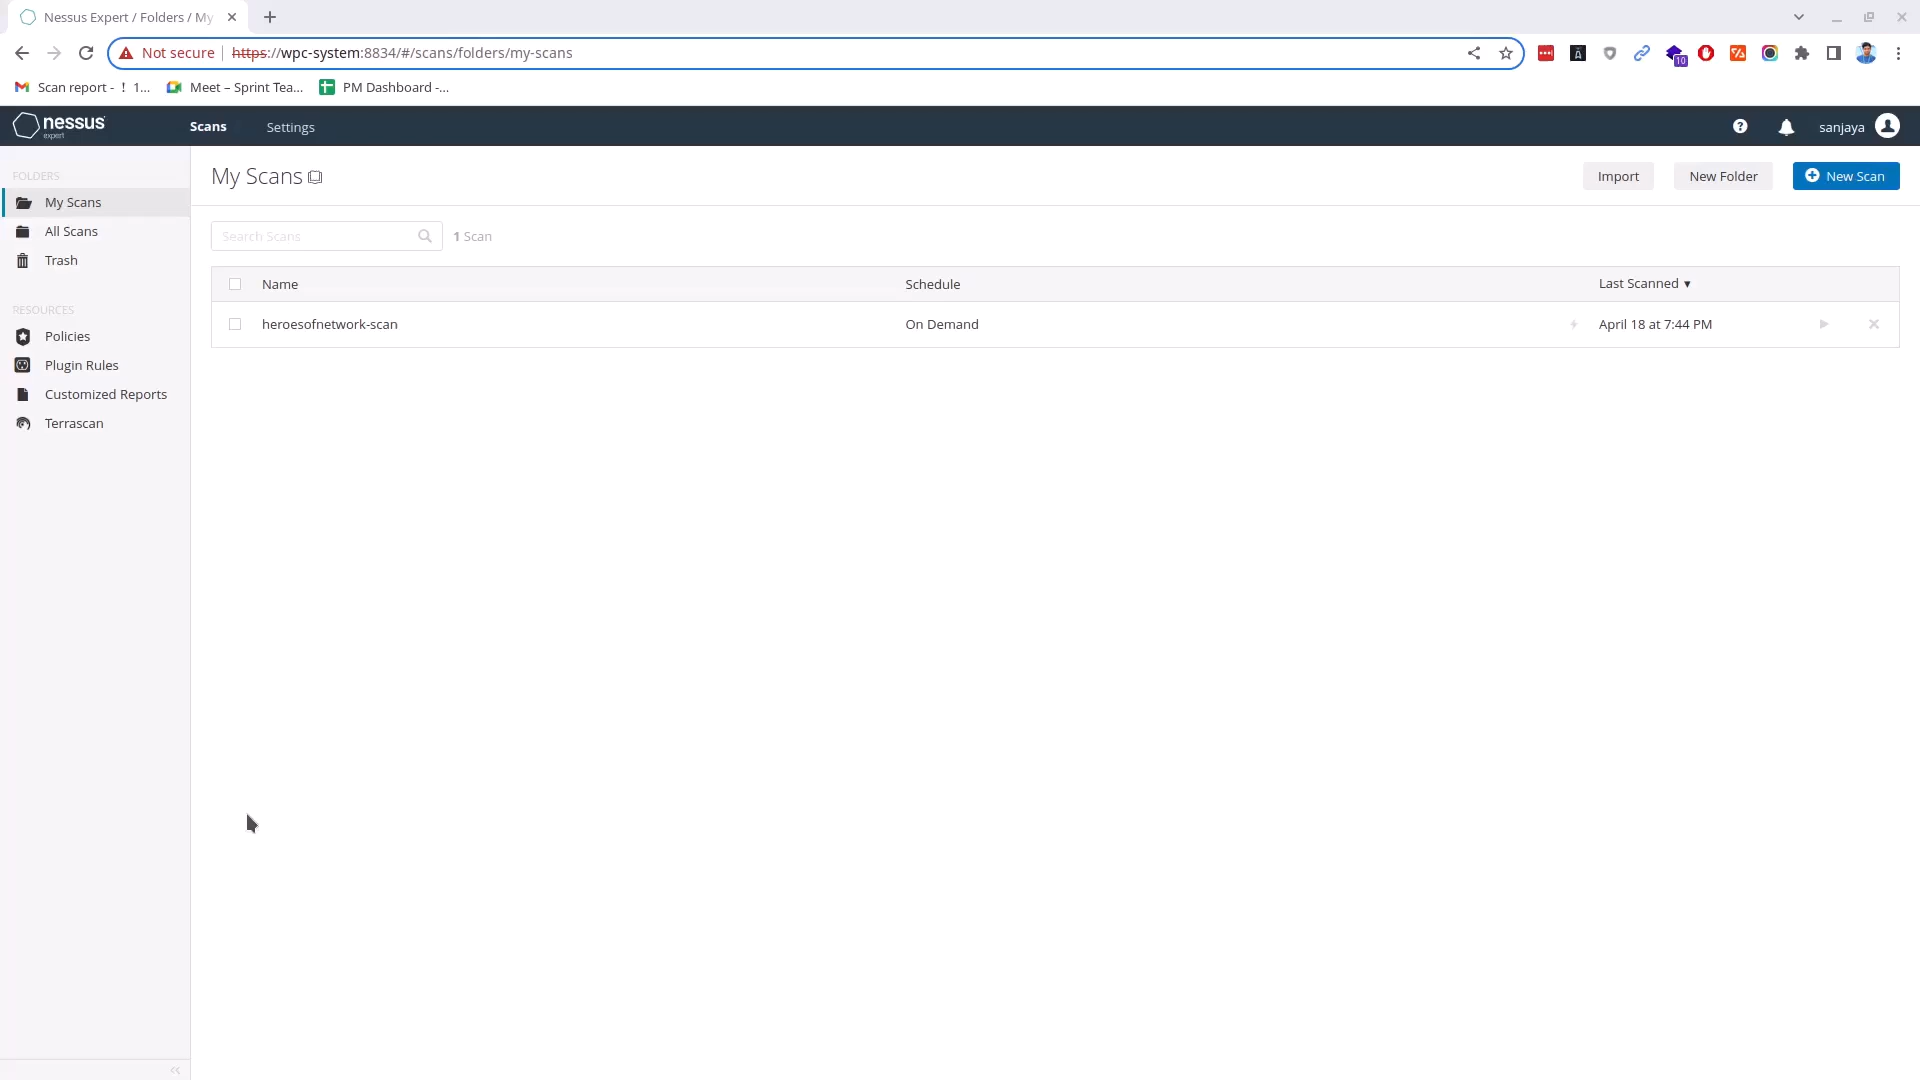 Nessus Expert / Folders / My
Not secure https://wpc-system:8834/#/scans/folders/my-scans
10
Scan report - ! 1... Meet – Sprint Tea... PM Dashboard -...
nessus expert Scans Settings sanjaya
FOLDERS
My Scans
All Scans
Trash
RESOURCES
Policies
Plugin Rules
Customized Reports
Terrascan
My Scans Import New Folder New Scan
Search Scans 1 Scan
Name Schedule Last Scanned ▼
heroesofnetwork-scan On Demand April 18 at 7:44 PM